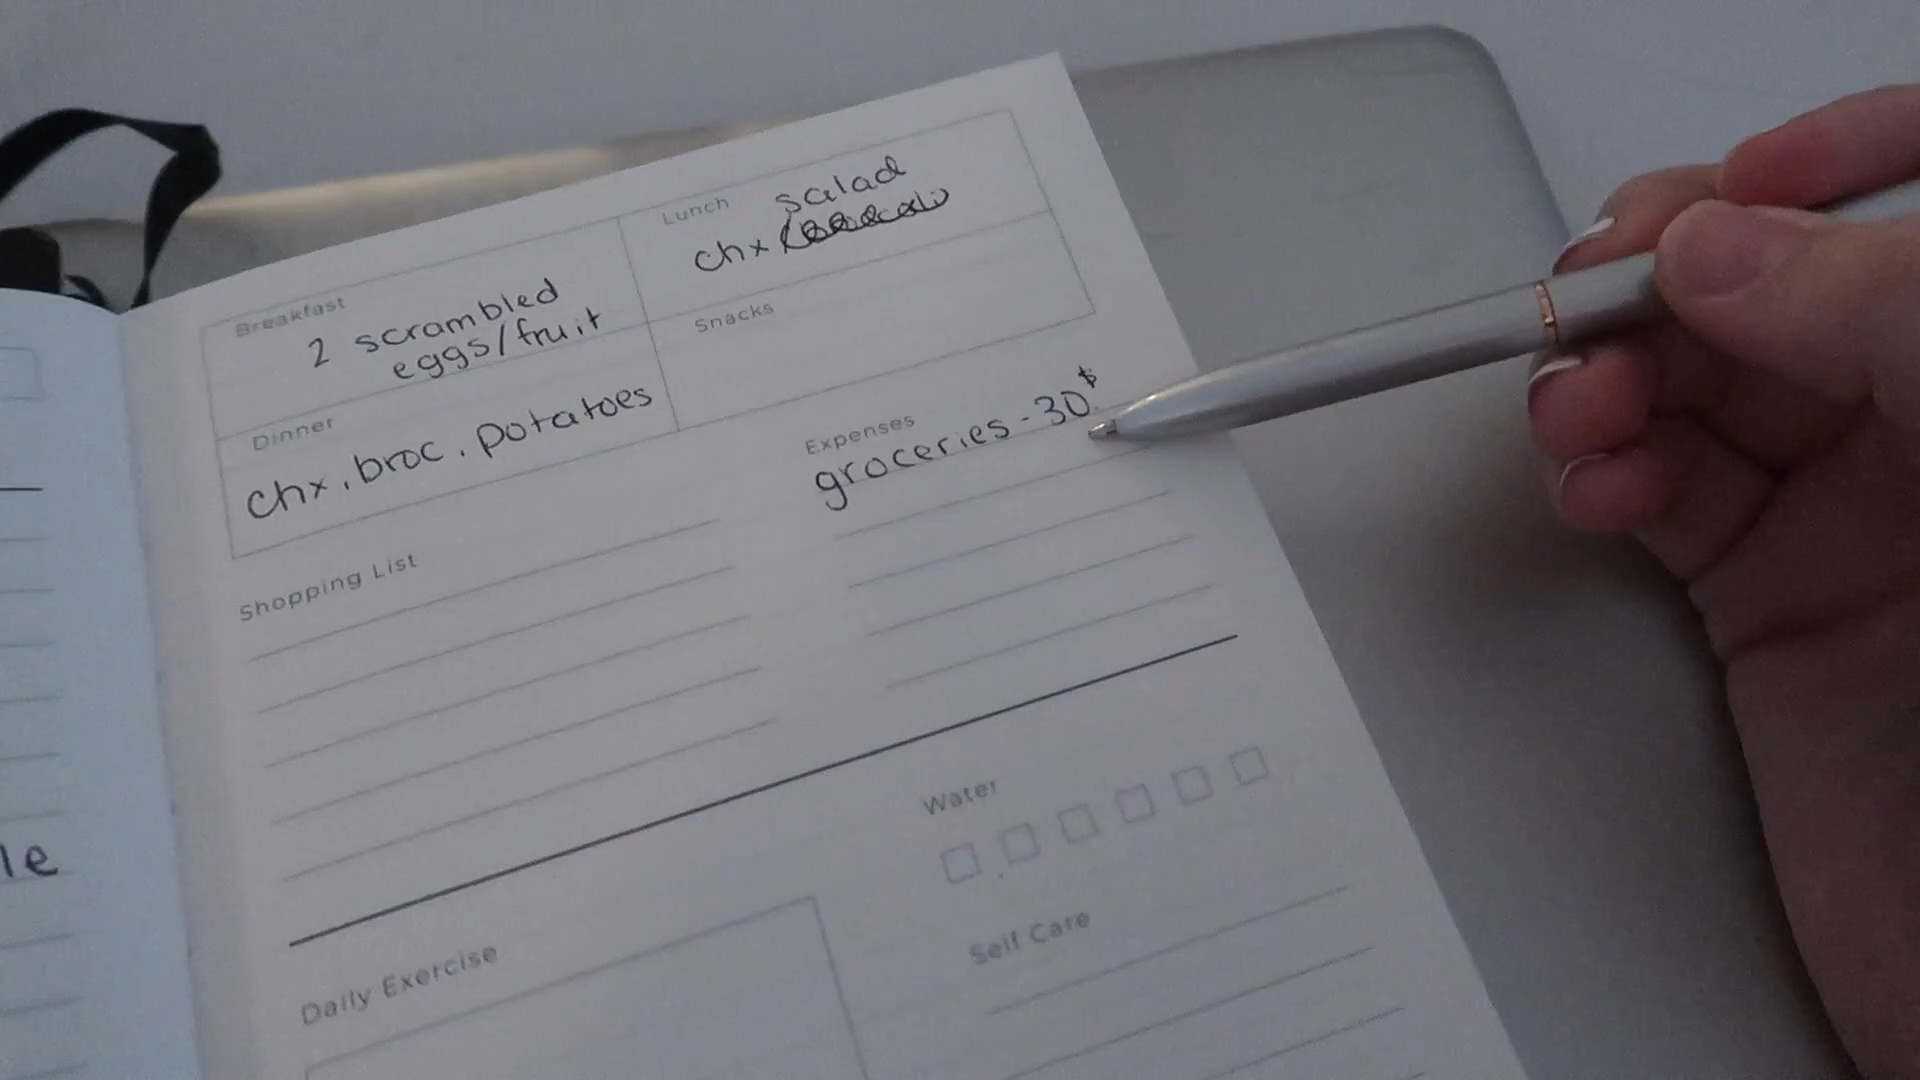 Breakfast
2 scrambled
eggs/fruit
Lunch
salad
chx
Dinner
chx, broc, potatoes
Snacks
Shopping List
Expenses
groceries - 30$
Water
Daily Exercise
Self Care
le